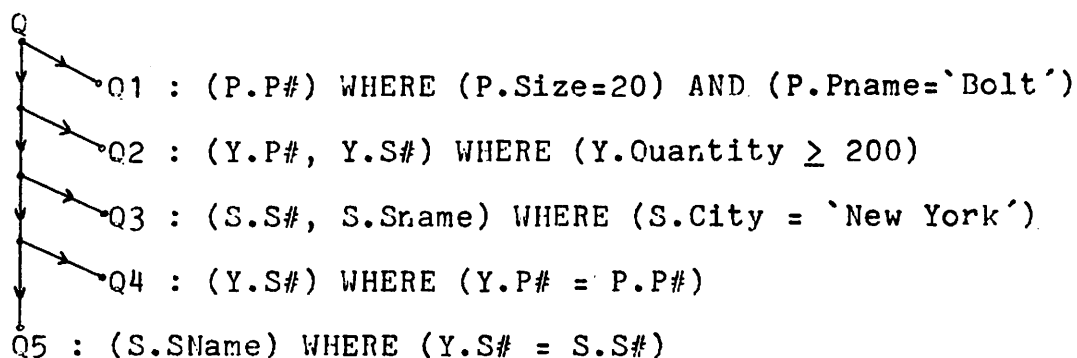 Q
Q1 : (P.P#) WHERE (P.Size=20) AND (P.Pname=`Bolt´)
Q2 : (Y.P#, Y.S#) WHERE (Y.Quantity ≥ 200)
Q3 : (S.S#, S.Sname) WHERE (S.City = `New York´)
Q4 : (Y.S#) WHERE (Y.P# = P.P#)
Q5 : (S.SName) WHERE (Y.S# = S.S#)